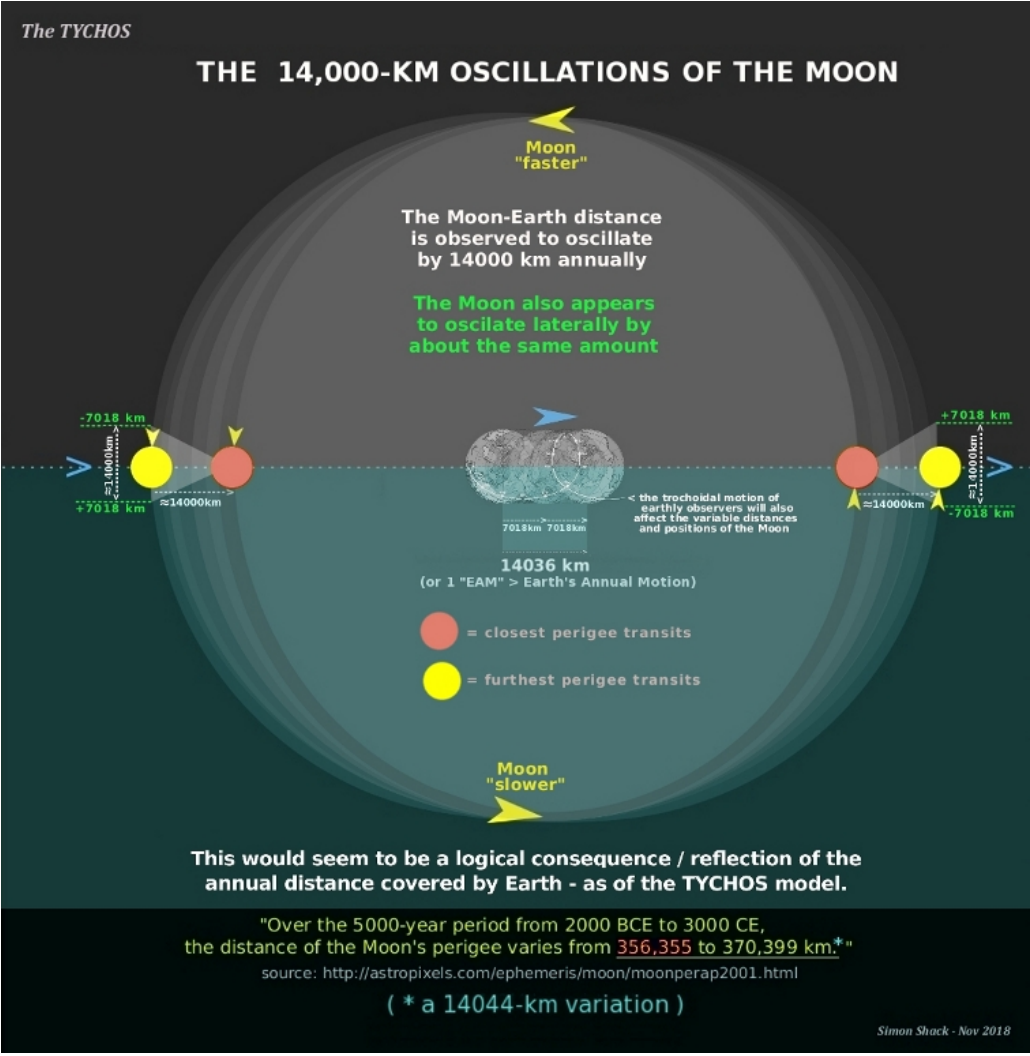 The TYCHOS
THE 14,000-KM OSCILLATIONS OF THE MOON
Moon
"faster"
The Moon-Earth distance
is observed to oscillate
by 14000 km annually
The Moon also appears
to oscilate laterally by
about the same amount
-7018 km
≈14000km
+7018 km
≈14000km
+7018 km
≈14000km
-7018 km
≈14000km
< the trochoidal motion of
earthly observers will also
affect the variable distances
and positions of the Moon
7018km 7018km
14036 km
(or 1 "EAM" > Earth's Annual Motion)
= closest perigee transits
= furthest perigee transits
Moon
"slower"
This would seem to be a logical consequence / reflection of the
annual distance covered by Earth - as of the TYCHOS model.
"Over the 5000-year period from 2000 BCE to 3000 CE,
the distance of the Moon's perigee varies from 356,355 to 370,399 km.*"
source: http://astropixels.com/ephemeris/moon/moonperap2001.html
( * a 14044-km variation )
Simon Shack - Nov 2018